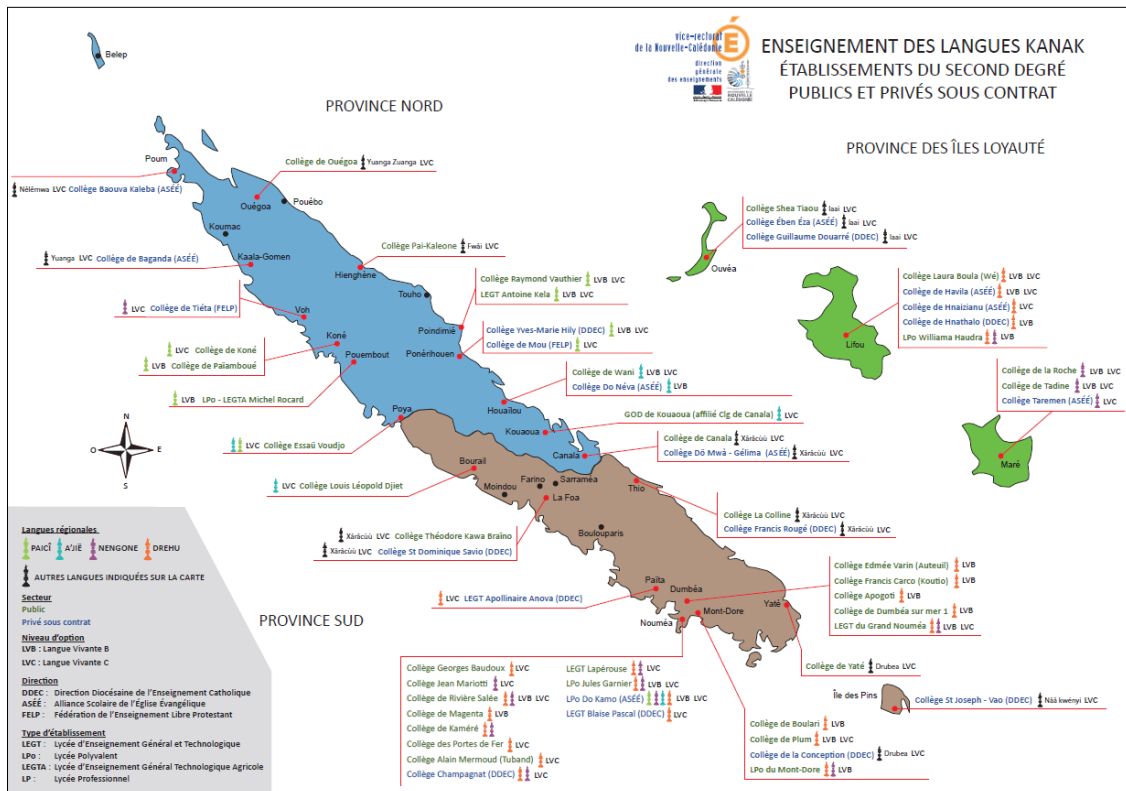 vice-rectorat
de la Nouvelle-Calédonie
direction
générale
des enseignements
NOUVELLE
CALÉDONIE
ENSEIGNEMENT DES LANGUES KANAK
ÉTABLISSEMENTS DU SECOND DEGRÉ
PUBLICS ET PRIVÉS SOUS CONTRAT
PROVINCE NORD
PROVINCE DES ÎLES LOYAUTÉ
PROVINCE SUD
Belep
Poum
Nêlêmwa LVC Collège Baouva Kaleba (ASÉÉ)
Collège de Ouégoa Yuanga Zuanga LVC
Ouégoa
Pouébo
Koumac
Yuanga LVC Collège de Baganda (ASÉÉ)
Kaala-Gomen
Collège Pai-Kaleone Fwâi LVC
Hienghène
Touho
LVC Collège de Tiéta (FELP)
Voh
Collège Raymond Vauthier LVB LVC
LEGT Antoine Kela LVB LVC
Poindimié
Collège Yves-Marie Hily (DDEC) LVB LVC
Collège de Mou (FELP) LVC
Ponérihouen
LVC Collège de Koné
LVB Collège de Païamboué
Koné
Pouembout
LVB LPo - LEGTA Michel Rocard
Collège de Wani LVB LVC
Collège Do Néva (ASÉÉ) LVB
Houaïlou
GOD de Kouaoua (affilié Clg de Canala) LVC
Kouaoua
Collège de Canala Xârâcùù LVC
Collège Dö Mwà - Gélima (ASÉÉ) Xârâcùù LVC
Canala
Poya
LVC Collège Essaü Voudjo
LVC Collège Louis Léopold Djiet
Bourail
Moindou
Farino
Sarraméa
La Foa
Thio
Boulouparis
Xârâcùù LVC Collège Théodore Kawa Braïno
Xârâcùù LVC Collège St Dominique Savio (DDEC)
Collège La Colline Xârâcùù LVC
Collège Francis Rougé (DDEC) Xârâcùù LVC
LVC LEGT Apollinaire Anova (DDEC)
Païta
Dumbéa
Mont-Dore
Nouméa
Yaté
Île des Pins
Collège Edmée Varin (Auteuil) LVB
Collège Francis Carco (Koutio) LVB
Collège Apogoti LVB
Collège de Dumbéa sur mer 1 LVB
LEGT du Grand Nouméa LVB LVC
Collège de Yaté Drubea LVC
Collège St Joseph - Vao (DDEC) Nââ kwényi LVC
Collège Georges Baudoux LVC
Collège Jean Mariotti LVC
Collège de Rivière Salée LVB LVC
Collège de Magenta LVB
Collège de Kaméré
Collège des Portes de Fer LVC
Collège Alain Mermoud (Tuband) LVC
Collège Champagnat (DDEC) LVC
LEGT Lapérouse LVC
LPo Jules Garnier LVB LVC
LPo Do Kamo (ASÉÉ) LVB LVC
LEGT Blaise Pascal (DDEC) LVC
Collège de Boulari LVB
Collège de Plum LVB LVC
Collège de la Conception (DDEC) Drubea LVC
LPo du Mont-Dore LVB
Collège Shea Tiaou Iaai LVC
Collège Ében Éza (ASÉÉ) Iaai LVC
Collège Guillaume Douarré (DDEC) Iaai LVC
Ouvéa
Collège Laura Boula (Wé) LVB LVC
Collège de Havila (ASÉÉ) LVB LVC
Collège de Hnaizianu (ASÉÉ) LVC
Collège de Hnathalo (DDEC) LVB
LPo Williama Haudra LVB
Lifou
Collège de la Roche LVB LVC
Collège de Tadine LVB LVC
Collège Taremen (ASÉÉ) LVC
Maré
N
O
E
S
Langues régionales
PAICÎ
A'JIË
NENGONE
DREHU
AUTRES LANGUES INDIQUÉES SUR LA CARTE
Secteur
Public
Privé sous contrat
Niveau d'option
LVB : Langue Vivante B
LVC : Langue Vivante C
Direction
DDEC : Direction Diocésaine de l'Enseignement Catholique
ASÉÉ : Alliance Scolaire de l'Église Évangélique
FELP : Fédération de l'Enseignement Libre Protestant
Type d'établissement
LEGT : Lycée d'Enseignement Général et Technologique
LPo : Lycée Polyvalent
LEGTA : Lycée d'Enseignement Général Technologique Agricole
LP : Lycée Professionnel